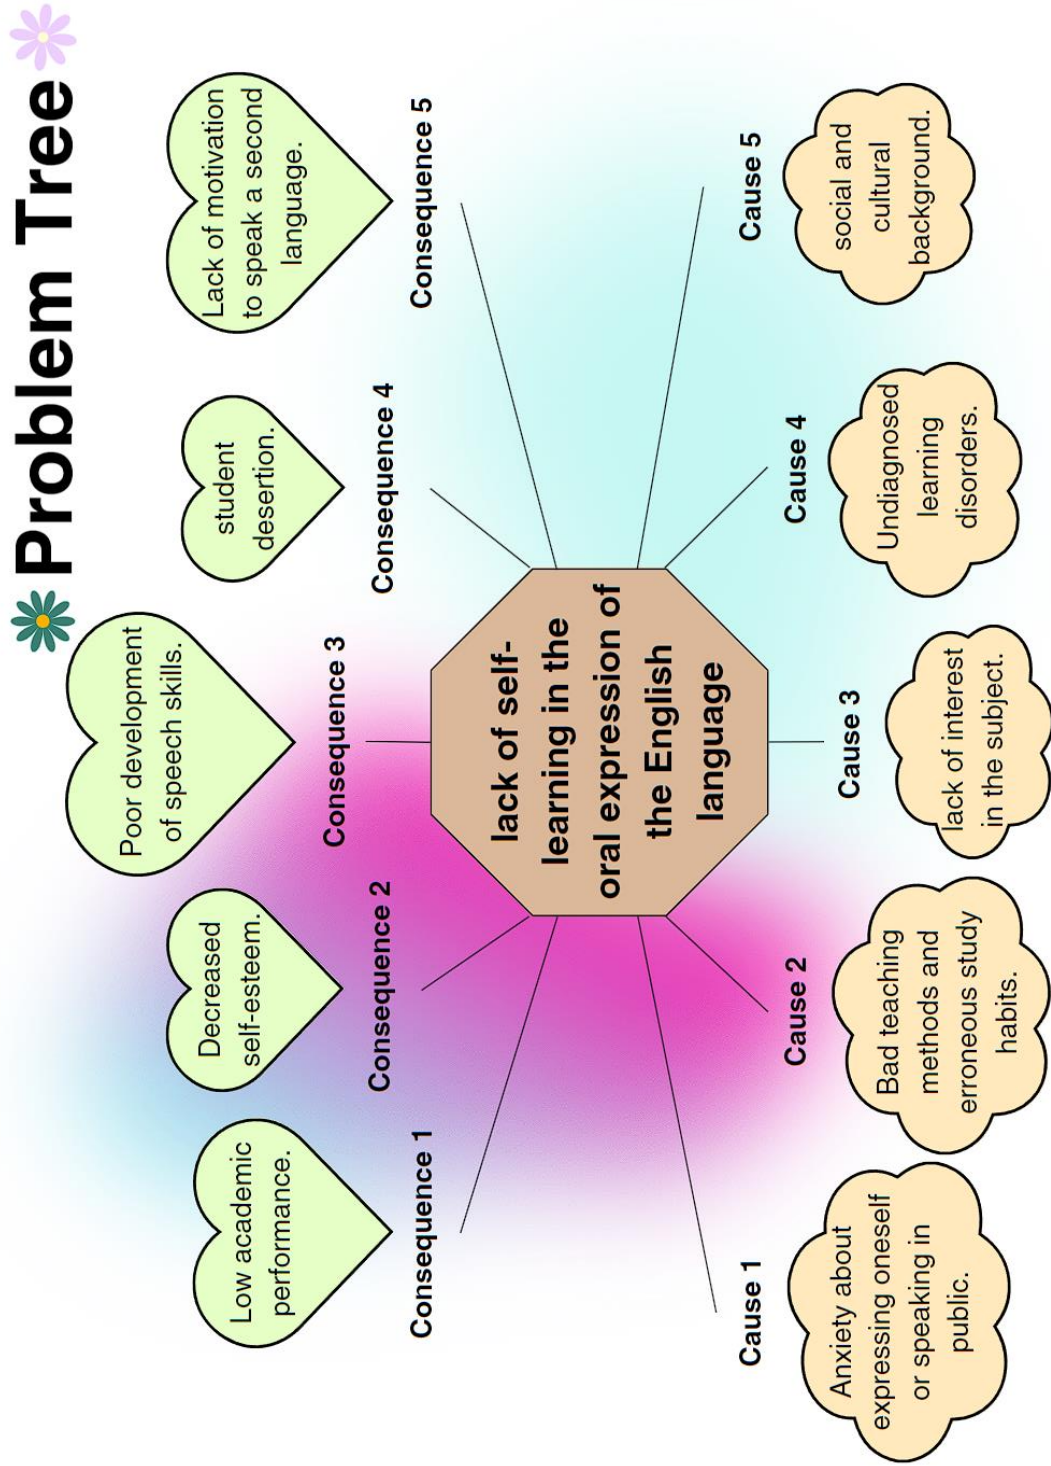 Problem Tree
Low academic
performance.
Decreased
self-esteem.
Poor development
of speech skills.
student
desertion.
Lack of motivation
to speak a second
language.
Consequence 1
Consequence 2
Consequence 3
Consequence 4
Consequence 5
lack of self-
learning in the
oral expression of
the English
language
Cause 1
Cause 2
Cause 3
Cause 4
Cause 5
Anxiety about
expressing oneself
or speaking in
public.
Bad teaching
methods and
erroneous study
habits.
lack of interest
in the subject.
Undiagnosed
learning
disorders.
social and
cultural
background.